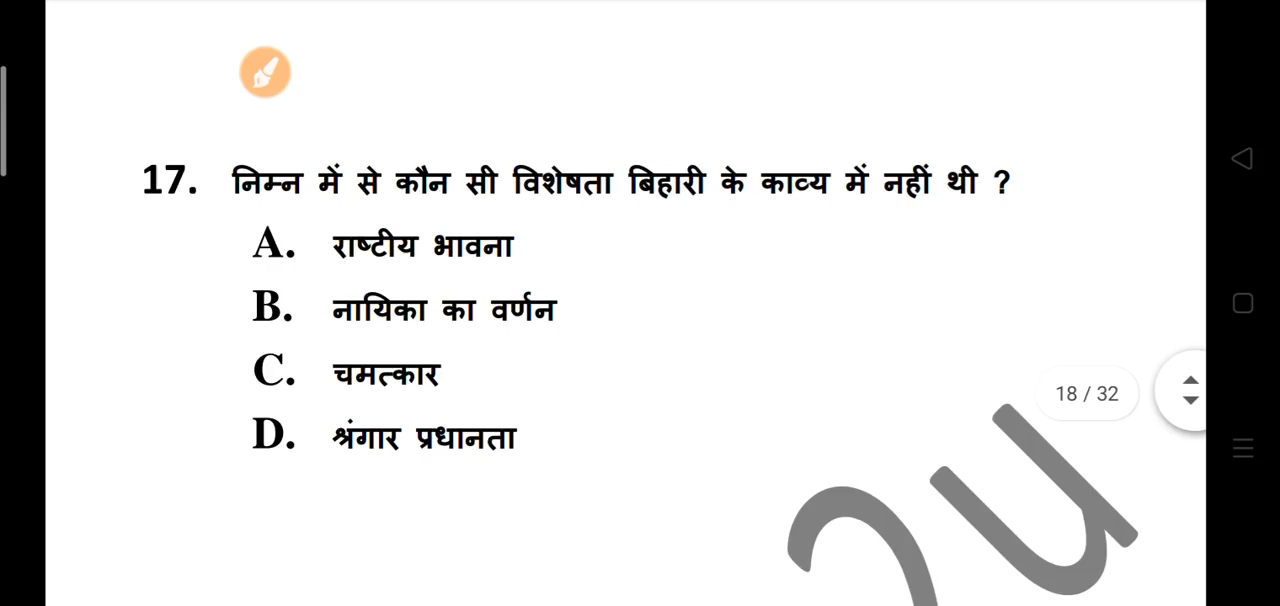 17. निम्न में से कौन सी विशेषता बिहारी के काव्य में नहीं थी ?
A. राष्टीय भावना
B. नायिका का वर्णन
C. चमत्कार
D. श्रंगार प्रधानता
18 / 32